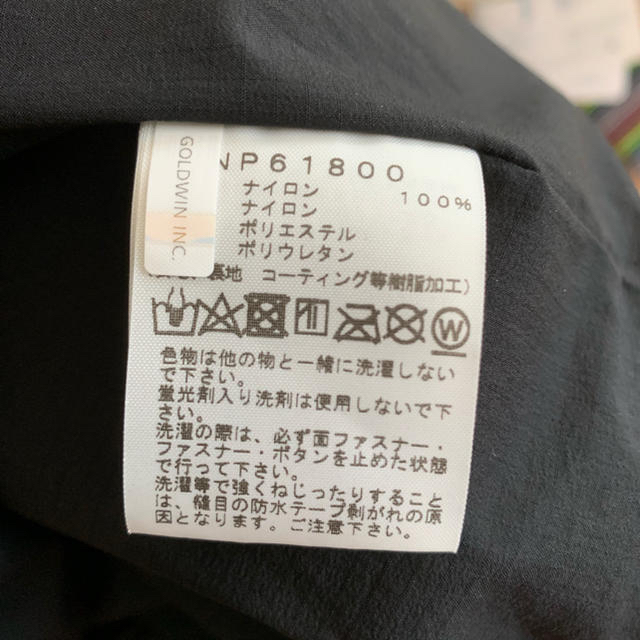 GOLDWIN INC.
NP61800
ナイロン 100%
ナイロン
ポリエステル
ポリウレタン
裏地 コーティング等樹脂加工)
W
色物は他の物と一緒に洗濯しない
で下さい。
蛍光剤入り洗剤は使用しないで下
さい。
洗濯の際は、必ず面ファスナー・
ファスナー・ボタンを止めた状態
で行って下さい。
洗濯等で強くねじったりすること
は、縫目の防水テープ剥がれの原
因となります。ご注意下さい。